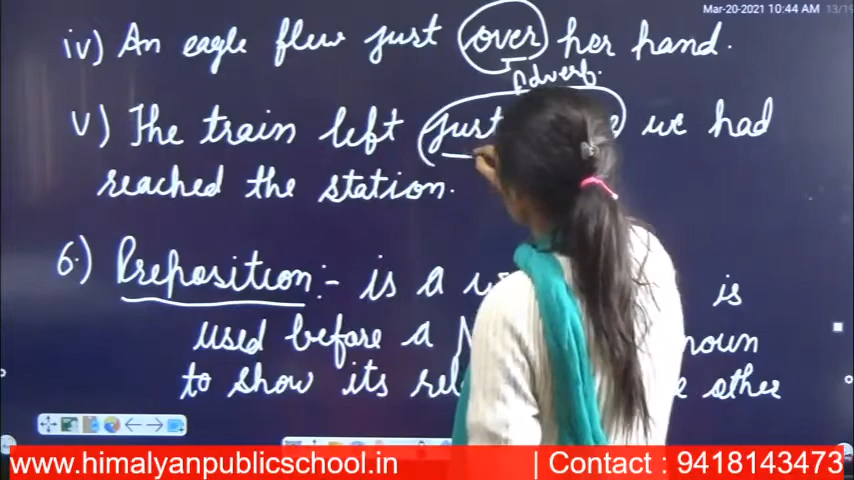 Mar-20-2021 10:44 AM 13/19
iv) An eagle flew just over her hand.
Adverb.
v) The train left just we had
reached the station.
6.) Preposition :- is a is
used before a noun
to show its other
www.himalyanpublicschool.in | Contact : 9418143473